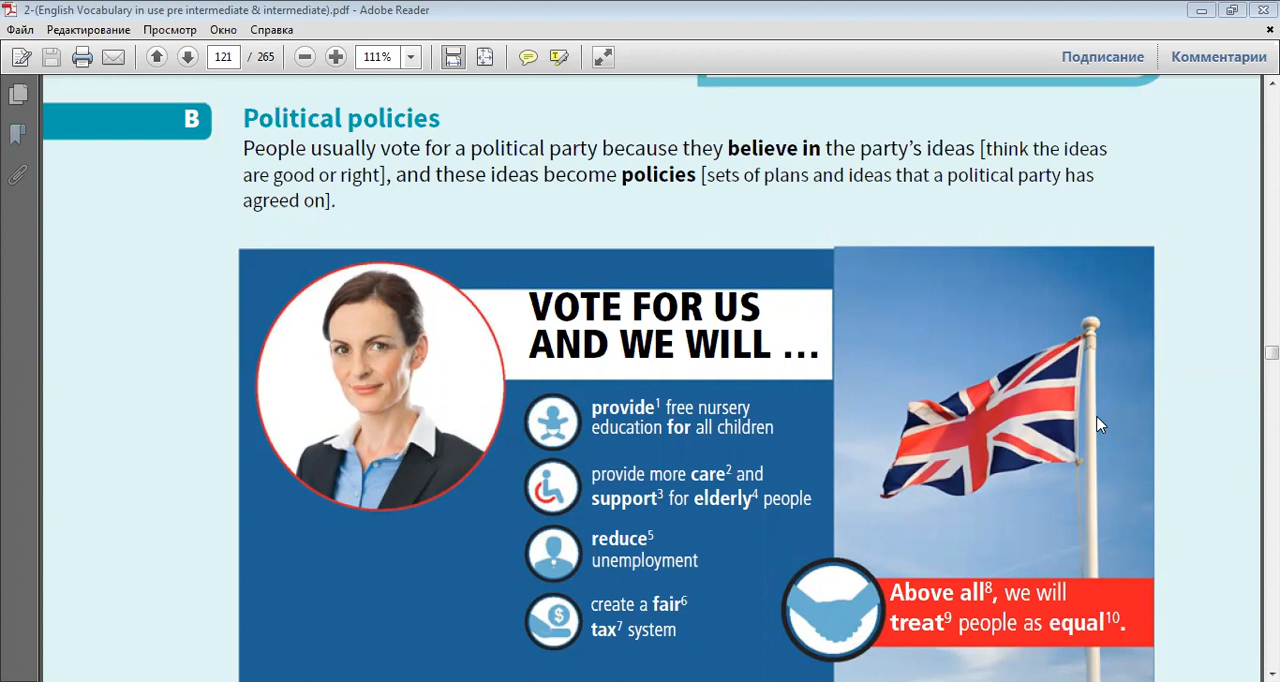 2-(English Vocabulary in use pre intermediate & intermediate).pdf - Adobe Reader
Файл Редактирование Просмотр Окно Справка
121 / 265 111% Подписание Комментарии
B Political policies
People usually vote for a political party because they believe in the party's ideas [think the ideas
are good or right], and these ideas become policies [sets of plans and ideas that a political party has
agreed on].
VOTE FOR US
AND WE WILL ...
provide¹ free nursery
education for all children
provide more care² and
support³ for elderly⁴ people
reduce⁵
unemployment
create a fair⁶
tax⁷ system
Above all⁸, we will
treat⁹ people as equal¹⁰.